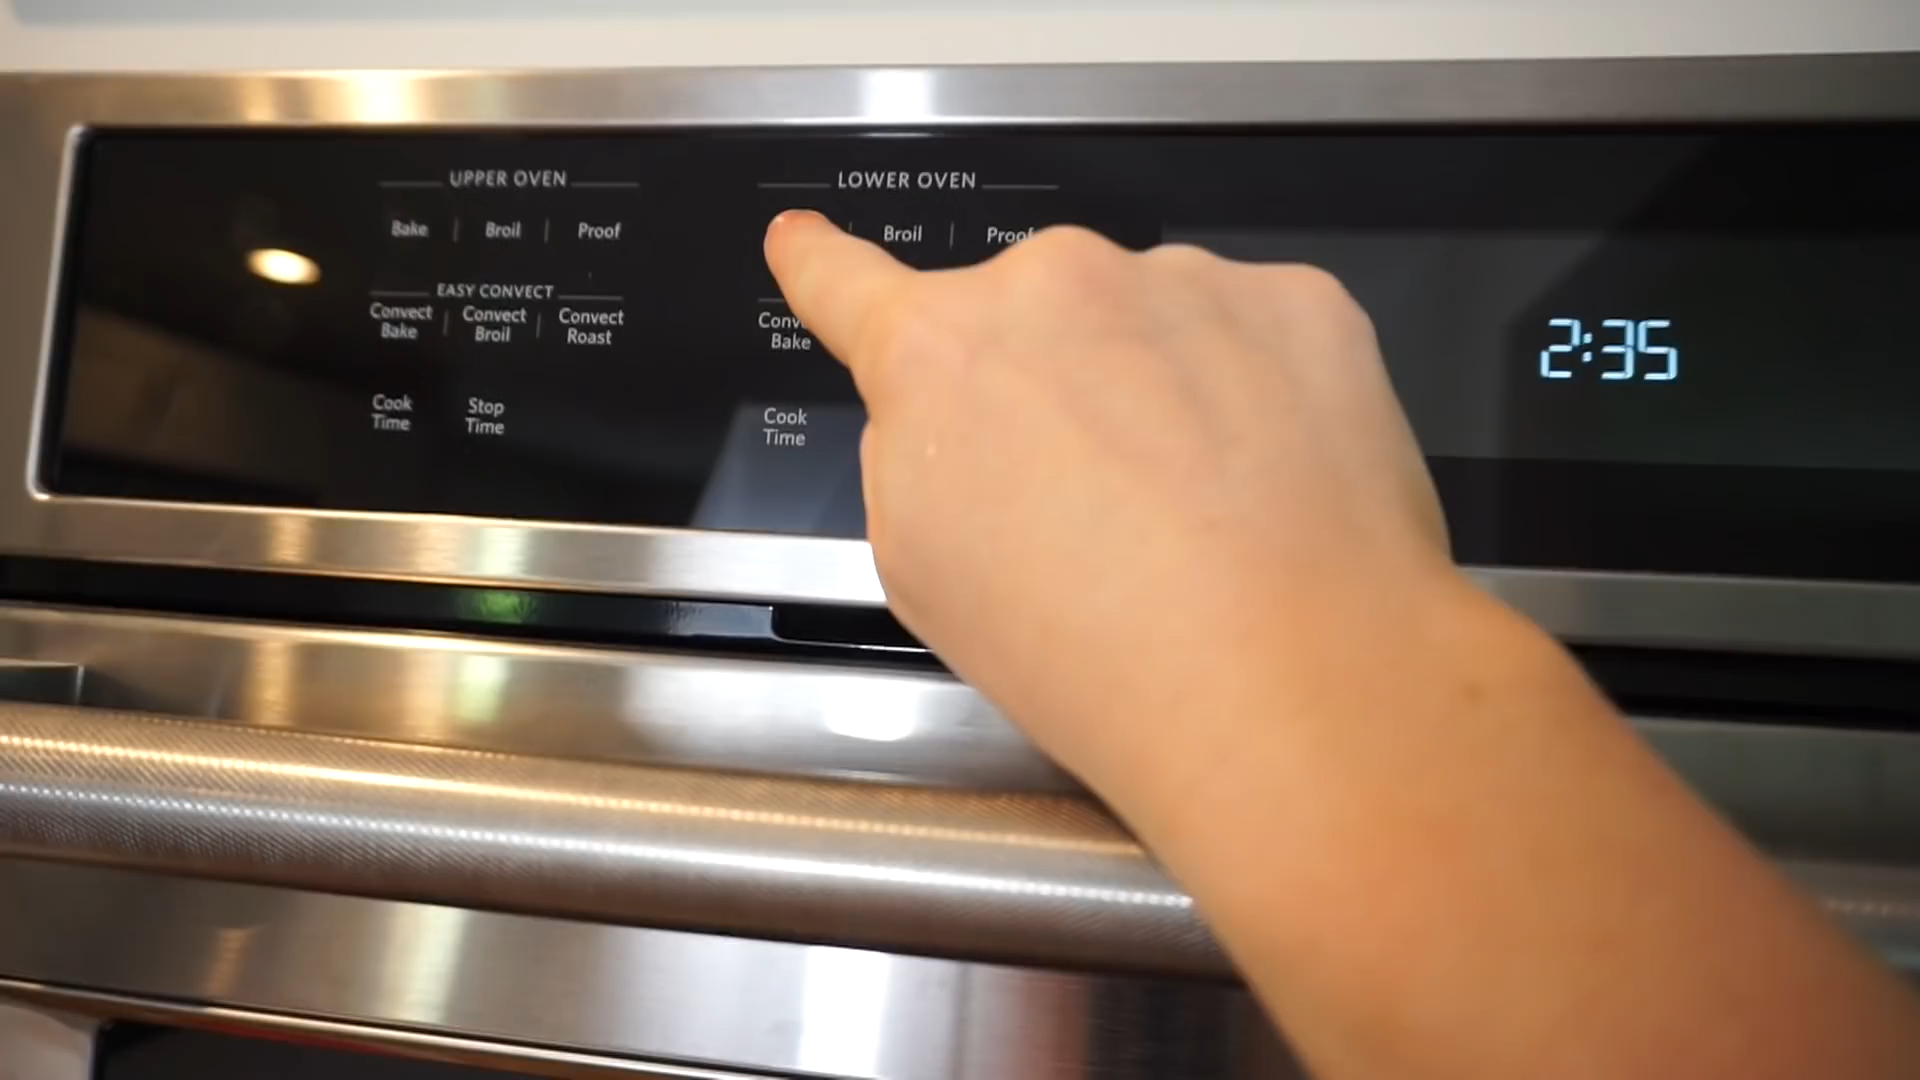 UPPER OVEN
Bake | Broil | Proof
EASY CONVECT
Convect Bake | Convect Broil | Convect Roast
Cook Time
Stop Time
LOWER OVEN
Broil | Proof
Bake
Cook Time
2:35